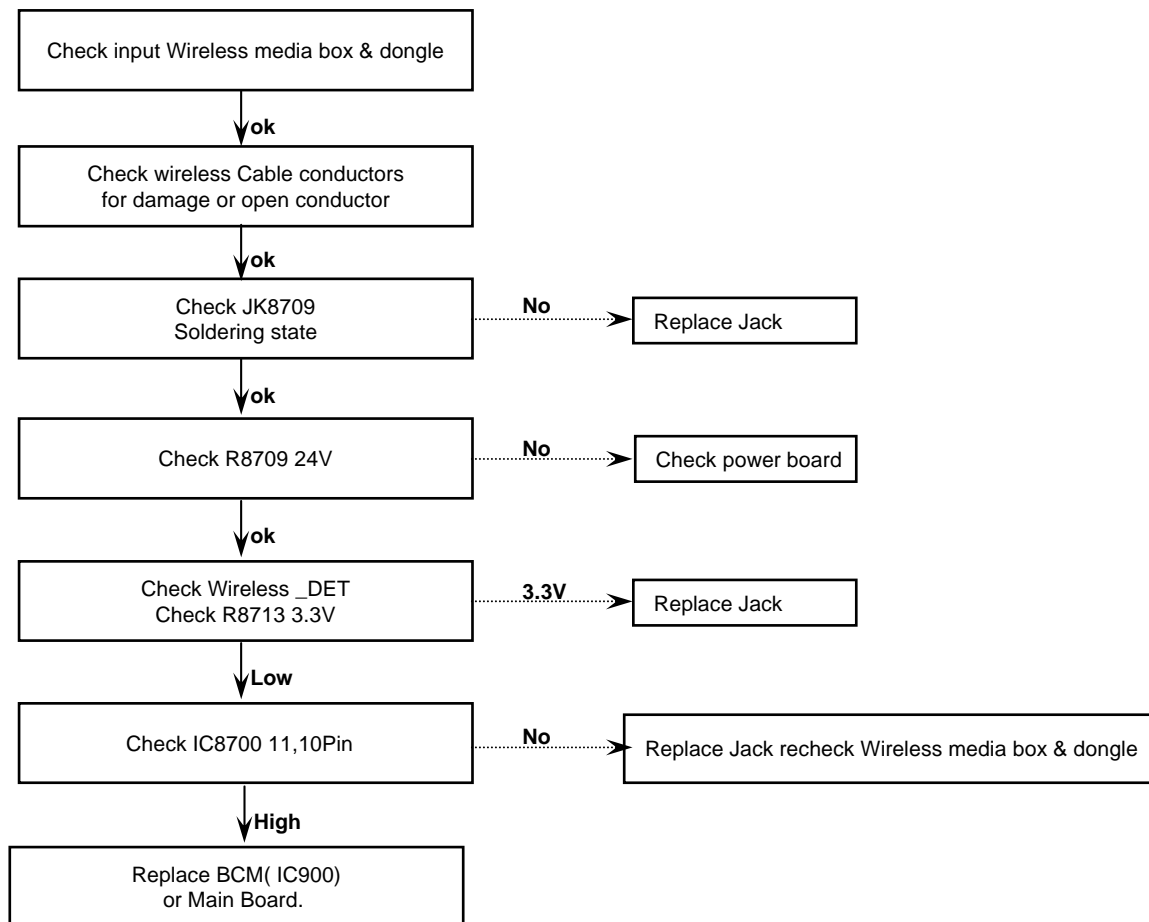 Check input Wireless media box & dongle
ok
Check wireless Cable conductors
for damage or open conductor
ok
Check JK8709
Soldering state
No
Replace Jack
ok
Check R8709 24V
No
Check power board
ok
Check Wireless _DET
Check R8713 3.3V
3.3V
Replace Jack
Low
Check IC8700 11,10Pin
No
Replace Jack recheck Wireless media box & dongle
High
Replace BCM( IC900)
or Main Board.